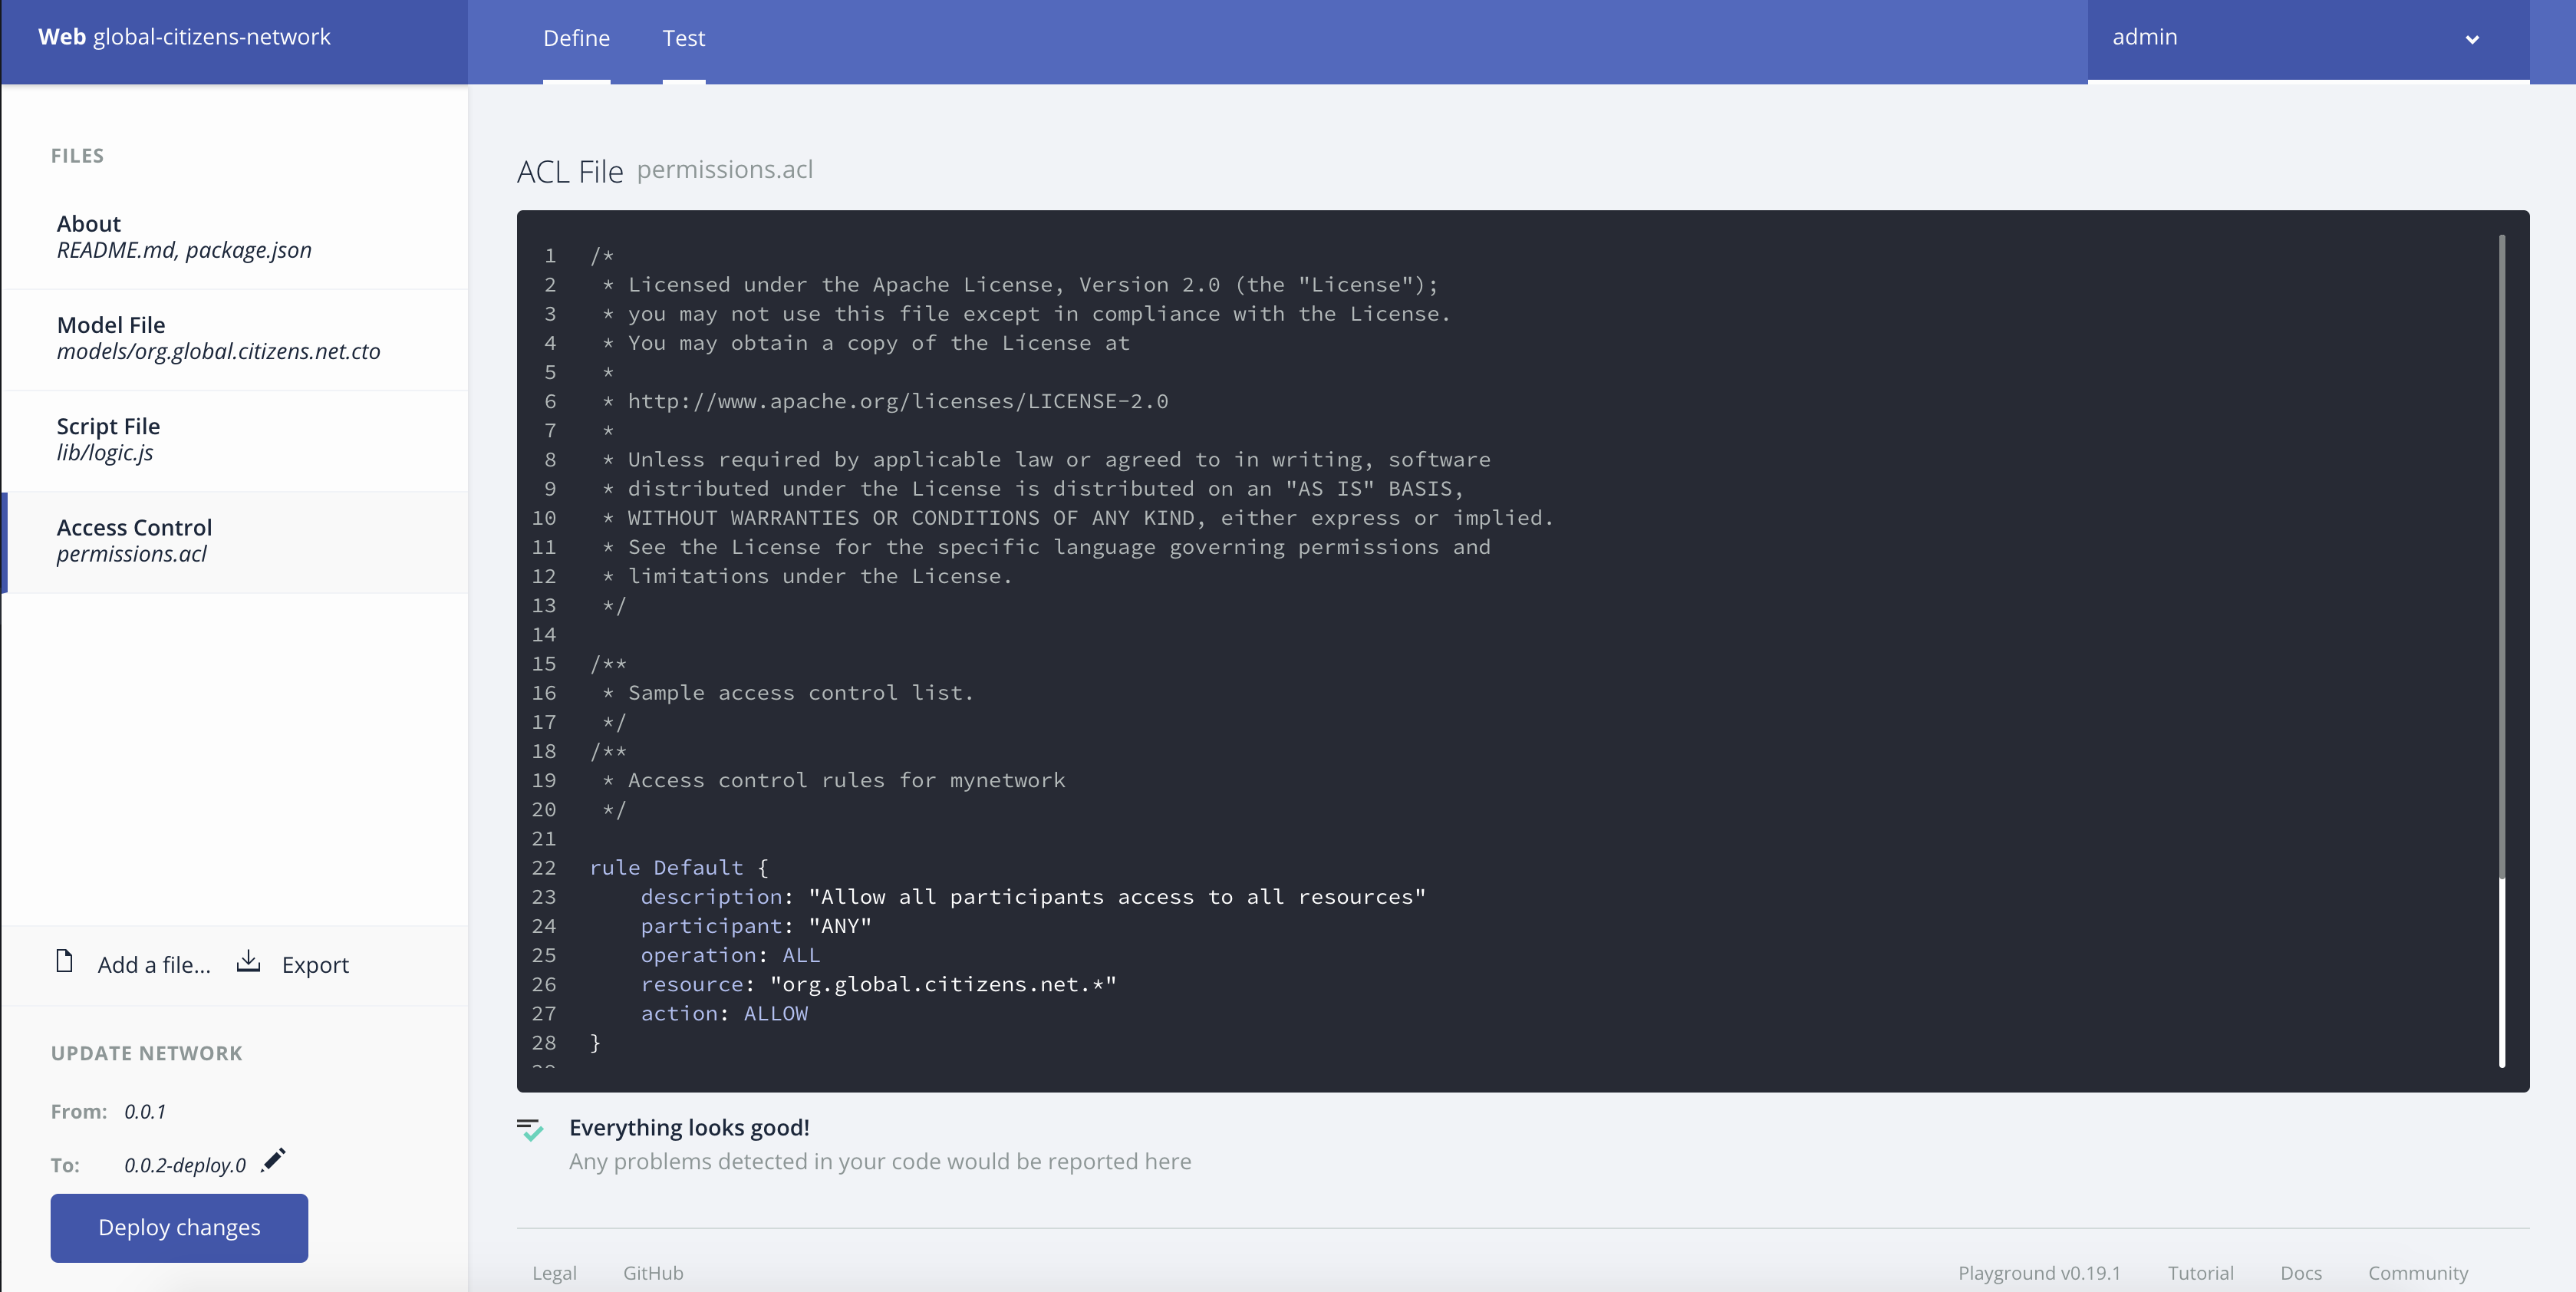 Web global-citizens-network
Define
Test
admin
FILES
About
README.md, package.json
Model File
models/org.global.citizens.net.cto
Script File
lib/logic.js
Access Control
permissions.acl
Add a file...
Export
UPDATE NETWORK
From: 0.0.1
To: 0.0.2-deploy.0
Deploy changes
ACL File permissions.acl
1 /*
2  * Licensed under the Apache License, Version 2.0 (the "License");
3  * you may not use this file except in compliance with the License.
4  * You may obtain a copy of the License at
5  *
6  * http://www.apache.org/licenses/LICENSE-2.0
7  *
8  * Unless required by applicable law or agreed to in writing, software
9  * distributed under the License is distributed on an "AS IS" BASIS,
10  * WITHOUT WARRANTIES OR CONDITIONS OF ANY KIND, either express or implied.
11  * See the License for the specific language governing permissions and
12  * limitations under the License.
13  */
14
15 /**
16  * Sample access control list.
17  */
18 /**
19  * Access control rules for mynetwork
20  */
21
22 rule Default {
23     description: "Allow all participants access to all resources"
24     participant: "ANY"
25     operation: ALL
26     resource: "org.global.citizens.net.*"
27     action: ALLOW
28 }
Everything looks good!
Any problems detected in your code would be reported here
Legal
GitHub
Playground v0.19.1
Tutorial
Docs
Community